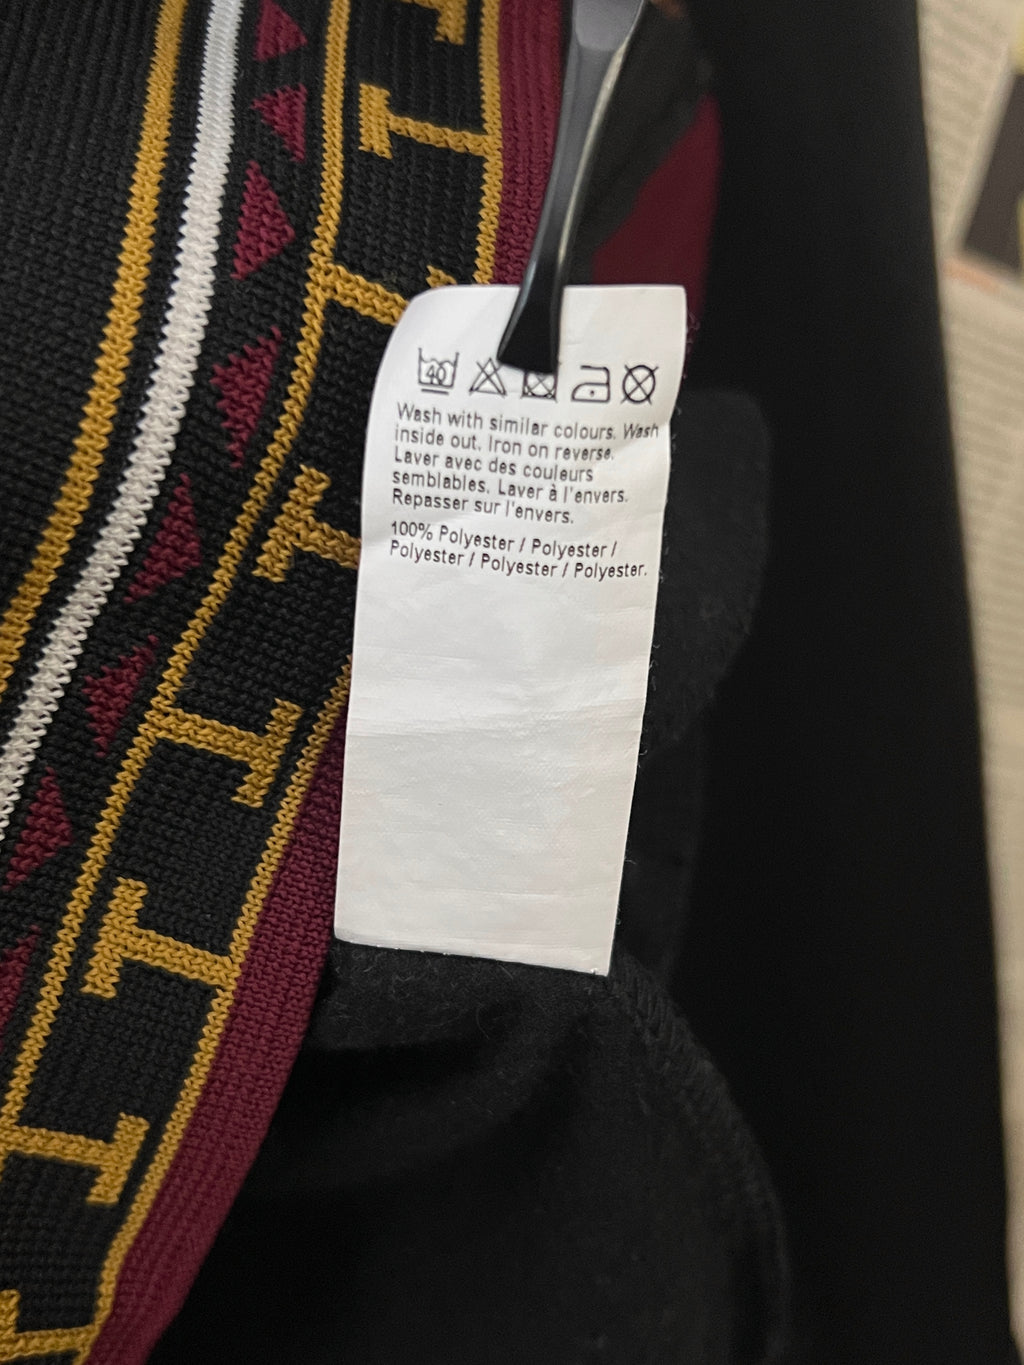 40
Wash with similar colours. Wash
inside out. Iron on reverse.
Laver avec des couleurs
semblables. Laver à l'envers.
Repasser sur l'envers.
100% Polyester / Polyester /
Polyester / Polyester / Polyester.